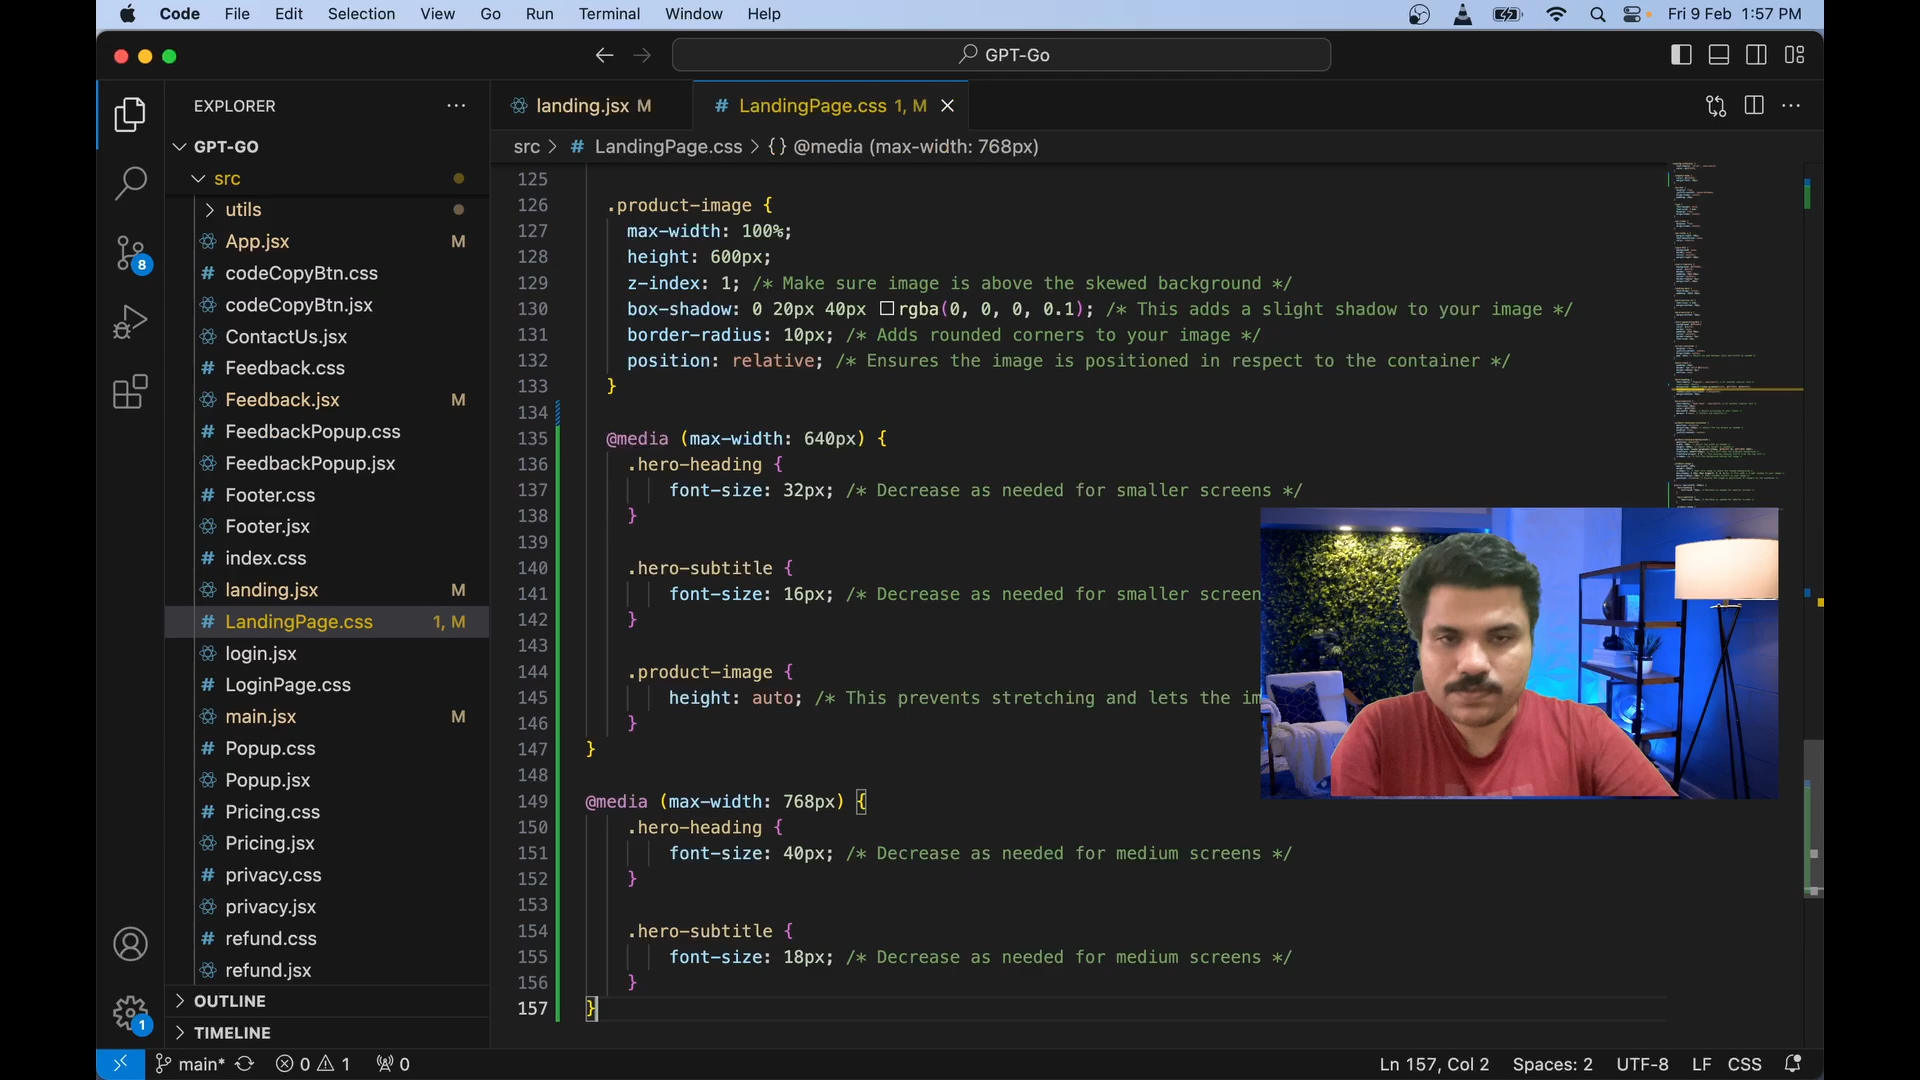 Code File Edit Selection View Go Run Terminal Window Help Fri 9 Feb 1:57 PM
GPT-Go
EXPLORER
GPT-GO
src
utils
App.jsx M
codeCopyBtn.css
codeCopyBtn.jsx
ContactUs.jsx
Feedback.css
Feedback.jsx M
FeedbackPopup.css
FeedbackPopup.jsx
Footer.css
Footer.jsx
index.css
landing.jsx M
LandingPage.css 1, M
login.jsx
LoginPage.css
main.jsx M
Popup.css
Popup.jsx
Pricing.css
Pricing.jsx
privacy.css
privacy.jsx
refund.css
refund.jsx
OUTLINE
TIMELINE
8
1
landing.jsx M # LandingPage.css 1, M
src > # LandingPage.css > {} @media (max-width: 768px)
125
126 .product-image {
127 max-width: 100%;
128 height: 600px;
129 z-index: 1; /* Make sure image is above the skewed background */
130 box-shadow: 0 20px 40px rgba(0, 0, 0, 0.1); /* This adds a slight shadow to your image */
131 border-radius: 10px; /* Adds rounded corners to your image */
132 position: relative; /* Ensures the image is positioned in respect to the container */
133 }
134
135 @media (max-width: 640px) {
136 .hero-heading {
137 font-size: 32px; /* Decrease as needed for smaller screens */
138 }
139
140 .hero-subtitle {
141 font-size: 16px; /* Decrease as needed for smaller screen
142 }
143
144 .product-image {
145 height: auto; /* This prevents stretching and lets the im
146 }
147 }
148
149 @media (max-width: 768px) {
150 .hero-heading {
151 font-size: 40px; /* Decrease as needed for medium screens */
152 }
153
154 .hero-subtitle {
155 font-size: 18px; /* Decrease as needed for medium screens */
156 }
157 }
main* 0 1 0 Ln 157, Col 2 Spaces: 2 UTF-8 LF CSS